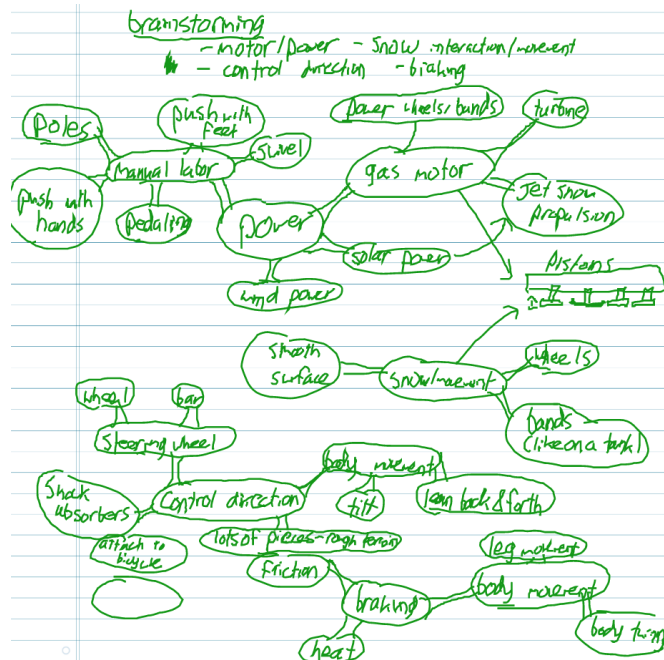 brainstorming
- motor/power - snow interaction/movement
- control direction - braking
power wheels/bands
turbine
push with
feet
poles
swivel
manual labor
gas motor
push with
hands
pedaling
jet snow
propulsion
power
solar power
wind power
pistons
smooth
surface
snow/movement
wheels
bands
(like on a tank)
wheel
bar
steering wheel
body movement
shock
absorbers
control direction
tilt
lean back & forth
lots of pieces-rough terrain
attach to
bicycle
friction
leg movement
body movement
braking
heat